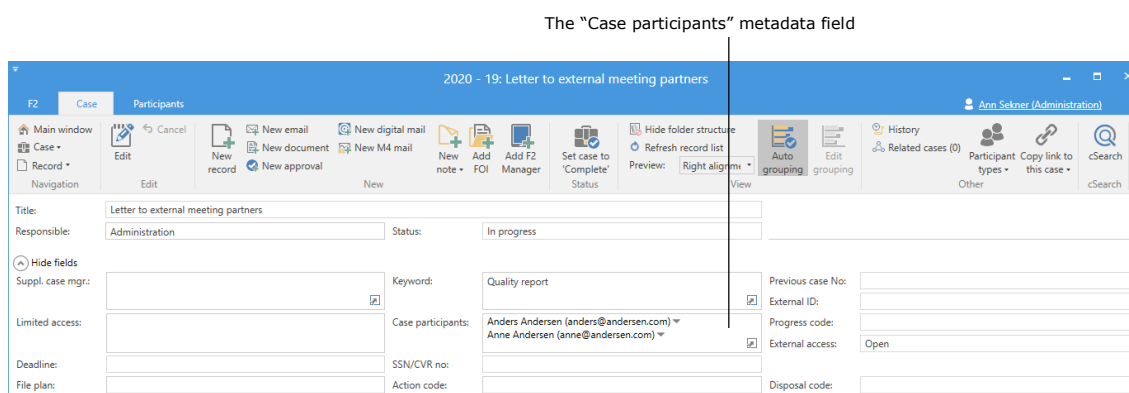 The “Case participants” metadata field
2020 - 19: Letter to external meeting partners
F2 Case Participants Ann Sekner (Administration)
Main window
Case
Record
Navigation
Edit
Cancel
Edit
New record
New email
New document
New approval
New digital mail
New M4 mail
New note
Add FOI
Add F2 Manager
New
Set case to 'Complete'
Status
Hide folder structure
Refresh record list
Preview: Right alignme
Auto grouping
Edit grouping
View
History
Related cases (0)
Participant types
Copy link to this case
Other
cSearch
cSearch
Title: Letter to external meeting partners
Responsible: Administration Status: In progress
Hide fields
Suppl. case mgr.: Keyword: Quality report Previous case No:
External ID:
Limited access: Case participants: Anders Andersen (anders@andersen.com) Progress code:
Anne Andersen (anne@andersen.com)
External access: Open
Deadline: SSN/CVR no:
File plan: Action code: Disposal code: